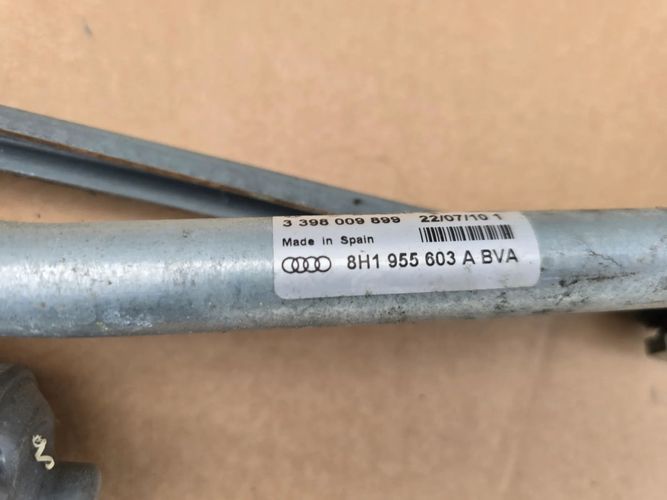 3 398 009 899 22/07/10 1
Made in Spain
8H1 955 603 A BVA